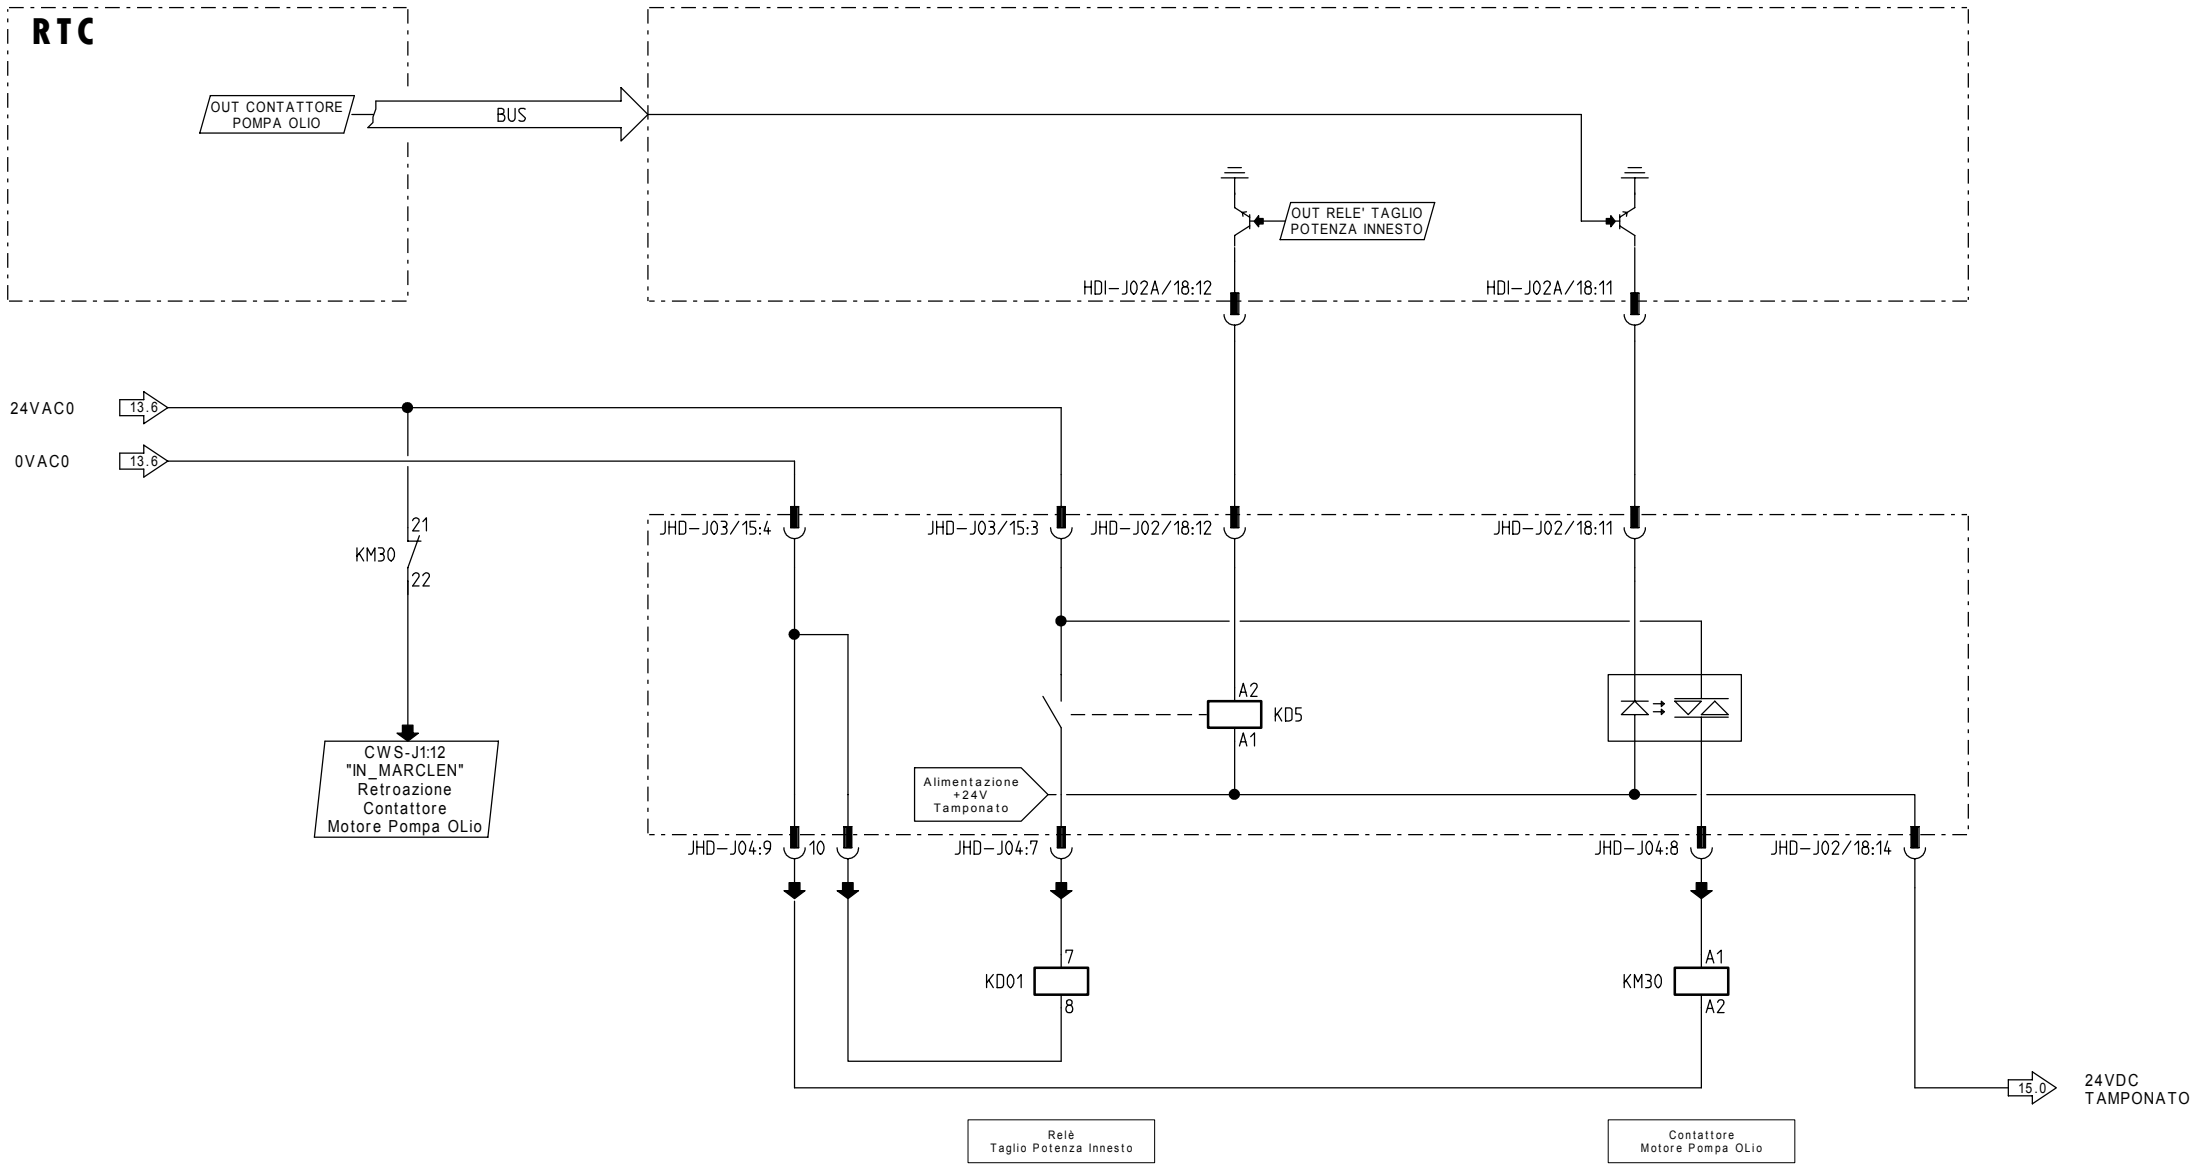 RTC
OUT CONTATTORE
POMPA OLIO
BUS
OUT RELE' TAGLIO
POTENZA INNESTO
HDI-J02A/18:12
HDI-J02A/18:11
24VAC0
13.6
0VAC0
13.6
JHD-J03/15:4
JHD-J03/15:3
JHD-J02/18:12
JHD-J02/18:11
21
KM30
22
A2
KD5
A1
CWS-J1:12
"IN_MARCLEN"
Retroazione
Contattore
Motore Pompa OLio
Alimentazione
+24V
Tamponato
JHD-J04:9
10
JHD-J04:7
JHD-J04:8
JHD-J02/18:14
7
KD01
8
A1
KM30
A2
15.0
24VDC
TAMPONATO
Relè
Taglio Potenza Innesto
Contattore
Motore Pompa OLio